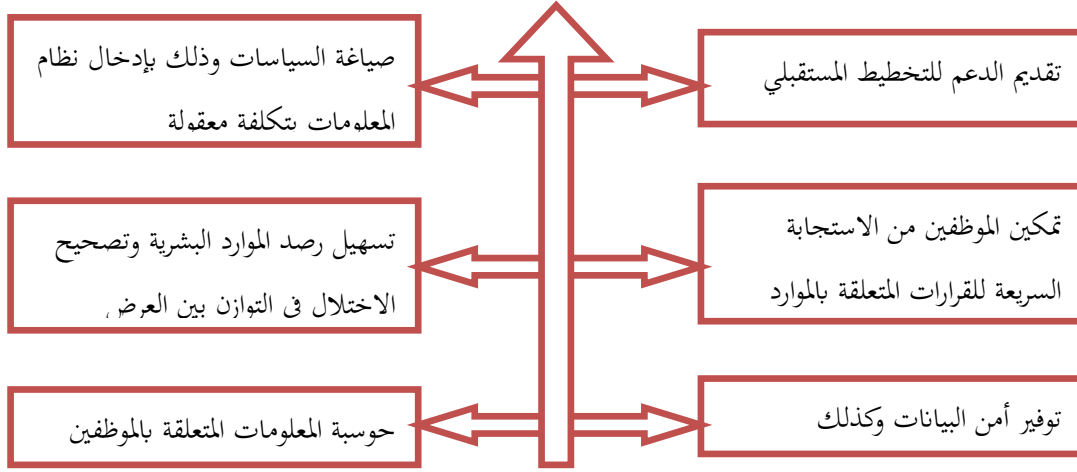 تقديم الدعم للتخطيط المستقبلي
صياغة السياسات وذلك بإدخال نظام
المعلومات بتكلفة معقولة
تمكين الموظفين من الاستجابة
السريعة للقرارات المتعلقة بالموارد
تسهيل رصد الموارد البشرية وتصحيح
الاختلال في التوازن بين العرض
توفير أمن البيانات وكذلك
حوسبة المعلومات المتعلقة بالموظفين